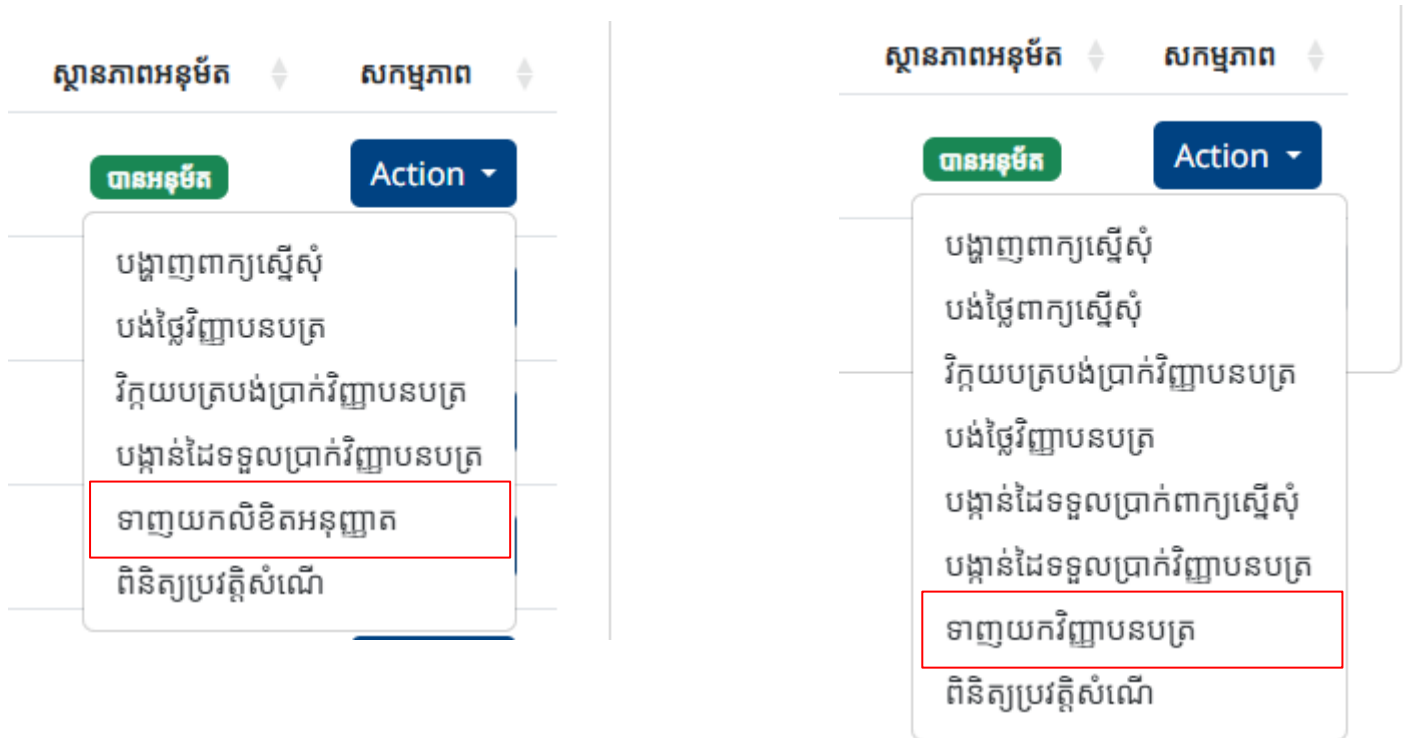 ស្ថានភាពអនុម័ត សកម្មភាព
បានអនុម័ត Action
បង្ហាញពាក្យស្នើសុំ
បង់ថ្លៃវិញ្ញាបនបត្រ
វិក្កយបត្របង់ប្រាក់វិញ្ញាបនបត្រ
បង្កាន់ដៃទទួលប្រាក់វិញ្ញាបនបត្រ
ទាញយកលិខិតអនុញ្ញាត
ពិនិត្យប្រវត្តិសំណើ
ស្ថានភាពអនុម័ត សកម្មភាព
បានអនុម័ត Action
បង្ហាញពាក្យស្នើសុំ
បង់ថ្លៃពាក្យស្នើសុំ
វិក្កយបត្របង់ប្រាក់វិញ្ញាបនបត្រ
បង់ថ្លៃវិញ្ញាបនបត្រ
បង្កាន់ដៃទទួលប្រាក់ពាក្យស្នើសុំ
បង្កាន់ដៃទទួលប្រាក់វិញ្ញាបនបត្រ
ទាញយកវិញ្ញាបនបត្រ
ពិនិត្យប្រវត្តិសំណើ